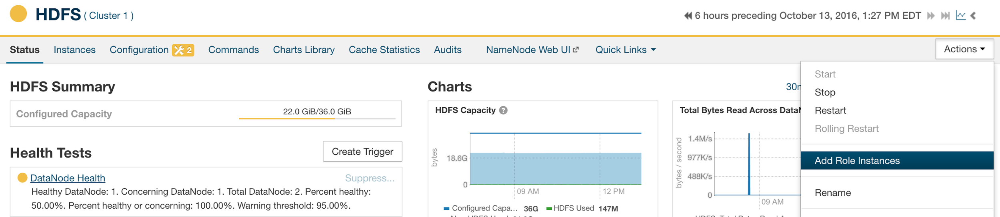 HDFS ( Cluster 1 )
6 hours preceding October 13, 2016, 1:27 PM EDT
Status Instances Configuration 2 Commands Charts Library Cache Statistics Audits NameNode Web UI Quick Links Actions
Start
Stop
Restart
Rolling Restart
Add Role Instances
Rename
HDFS Summary
Configured Capacity 22.0 GiB/36.0 GiB
Health Tests Create Trigger
DataNode Health Suppress...
Healthy DataNode: 1. Concerning DataNode: 1. Total DataNode: 2. Percent healthy:
50.00%. Percent healthy or concerning: 100.00%. Warning threshold: 95.00%.
Charts
HDFS Capacity ?
bytes
18.6G
0
09 AM 12 PM
Configured Capa... 36G HDFS Used 147M
Total Bytes Read Across
bytes / second
1.4M/s
977K/s
488K/s
0
09 AM